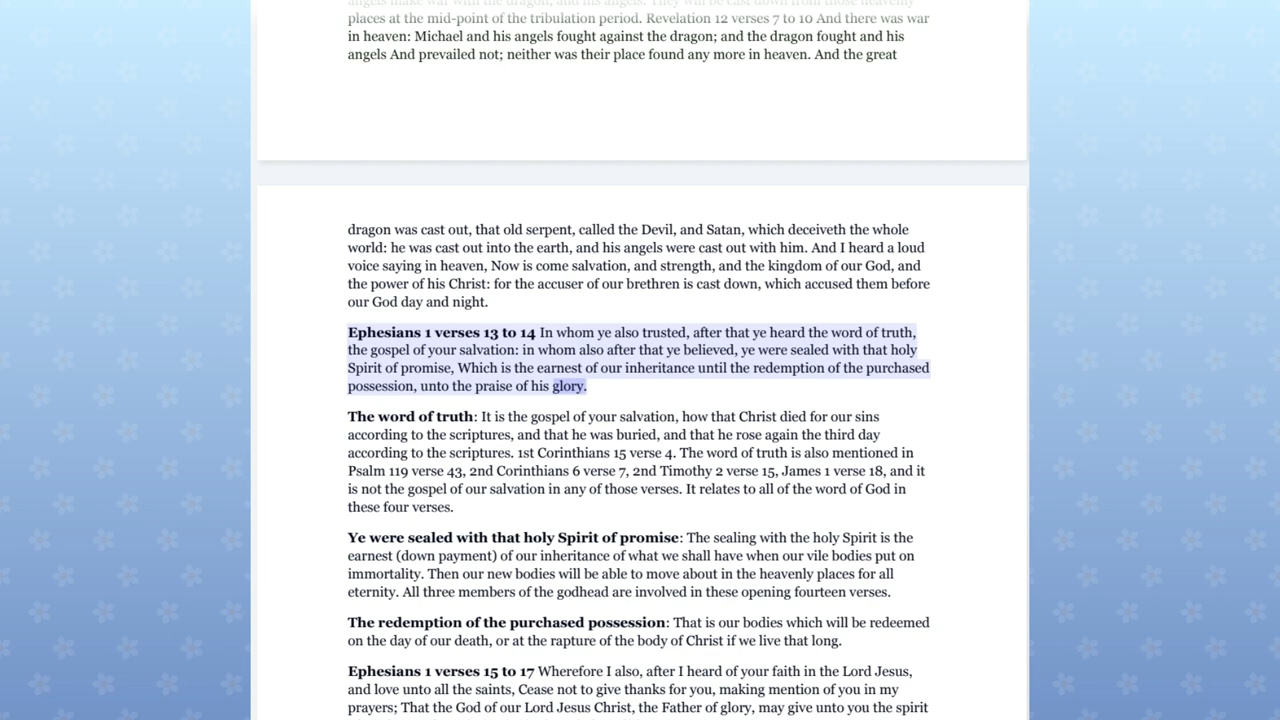 angels make war with the dragon, and his angels. They will be cast down from those heavenly
places at the mid-point of the tribulation period. Revelation 12 verses 7 to 10 And there was war
in heaven: Michael and his angels fought against the dragon; and the dragon fought and his
angels And prevailed not; neither was their place found any more in heaven. And the great
dragon was cast out, that old serpent, called the Devil, and Satan, which deceiveth the whole
world: he was cast out into the earth, and his angels were cast out with him. And I heard a loud
voice saying in heaven, Now is come salvation, and strength, and the kingdom of our God, and
the power of his Christ: for the accuser of our brethren is cast down, which accused them before
our God day and night.
Ephesians 1 verses 13 to 14 In whom ye also trusted, after that ye heard the word of truth,
the gospel of your salvation: in whom also after that ye believed, ye were sealed with that holy
Spirit of promise, Which is the earnest of our inheritance until the redemption of the purchased
possession, unto the praise of his glory.
The word of truth: It is the gospel of your salvation, how that Christ died for our sins
according to the scriptures, and that he was buried, and that he rose again the third day
according to the scriptures. 1st Corinthians 15 verse 4. The word of truth is also mentioned in
Psalm 119 verse 43, 2nd Corinthians 6 verse 7, 2nd Timothy 2 verse 15, James 1 verse 18, and it
is not the gospel of our salvation in any of those verses. It relates to all of the word of God in
these four verses.
Ye were sealed with that holy Spirit of promise: The sealing with the holy Spirit is the
earnest (down payment) of our inheritance of what we shall have when our vile bodies put on
immortality. Then our new bodies will be able to move about in the heavenly places for all
eternity. All three members of the godhead are involved in these opening fourteen verses.
The redemption of the purchased possession: That is our bodies which will be redeemed
on the day of our death, or at the rapture of the body of Christ if we live that long.
Ephesians 1 verses 15 to 17 Wherefore I also, after I heard of your faith in the Lord Jesus,
and love unto all the saints, Cease not to give thanks for you, making mention of you in my
prayers; That the God of our Lord Jesus Christ, the Father of glory, may give unto you the spirit